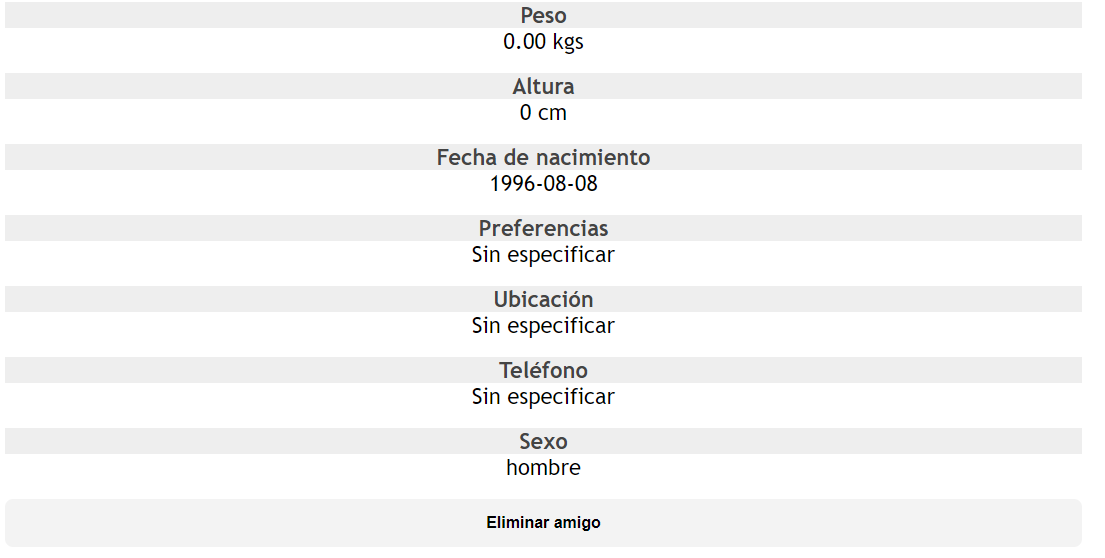 Peso
0.00 kgs
Altura
0 cm
Fecha de nacimiento
1996-08-08
Preferencias
Sin especificar
Ubicación
Sin especificar
Teléfono
Sin especificar
Sexo
hombre
Eliminar amigo